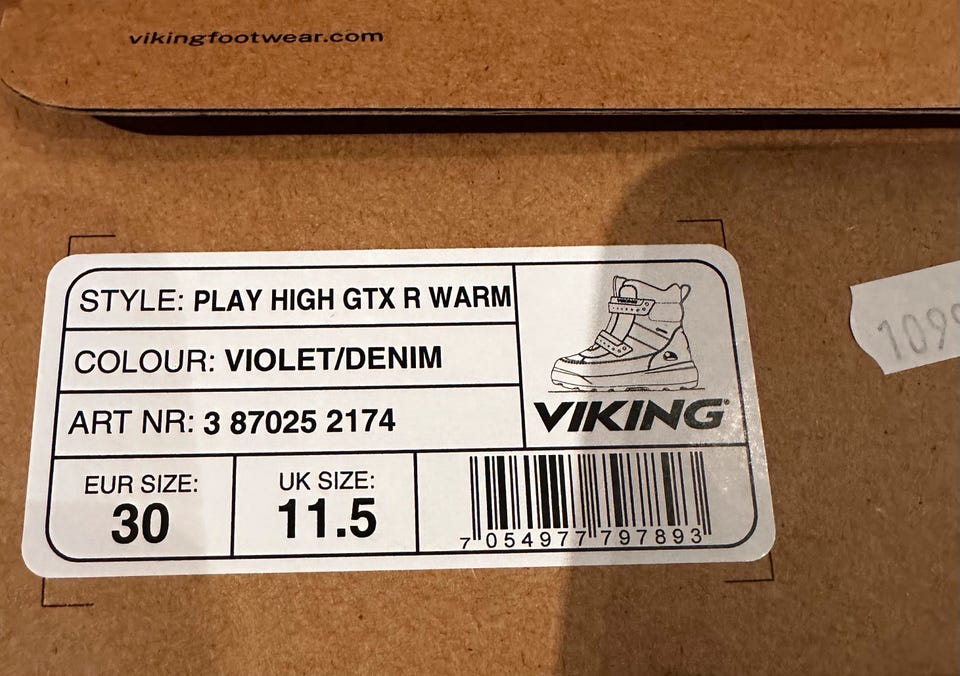 vikingfootwear.com
STYLE: PLAY HIGH GTX R WARM
COLOUR: VIOLET/DENIM
ART NR: 3 87025 2174
VIKING
VIKING®
EUR SIZE:
30
UK SIZE:
11.5
7 054977 797893